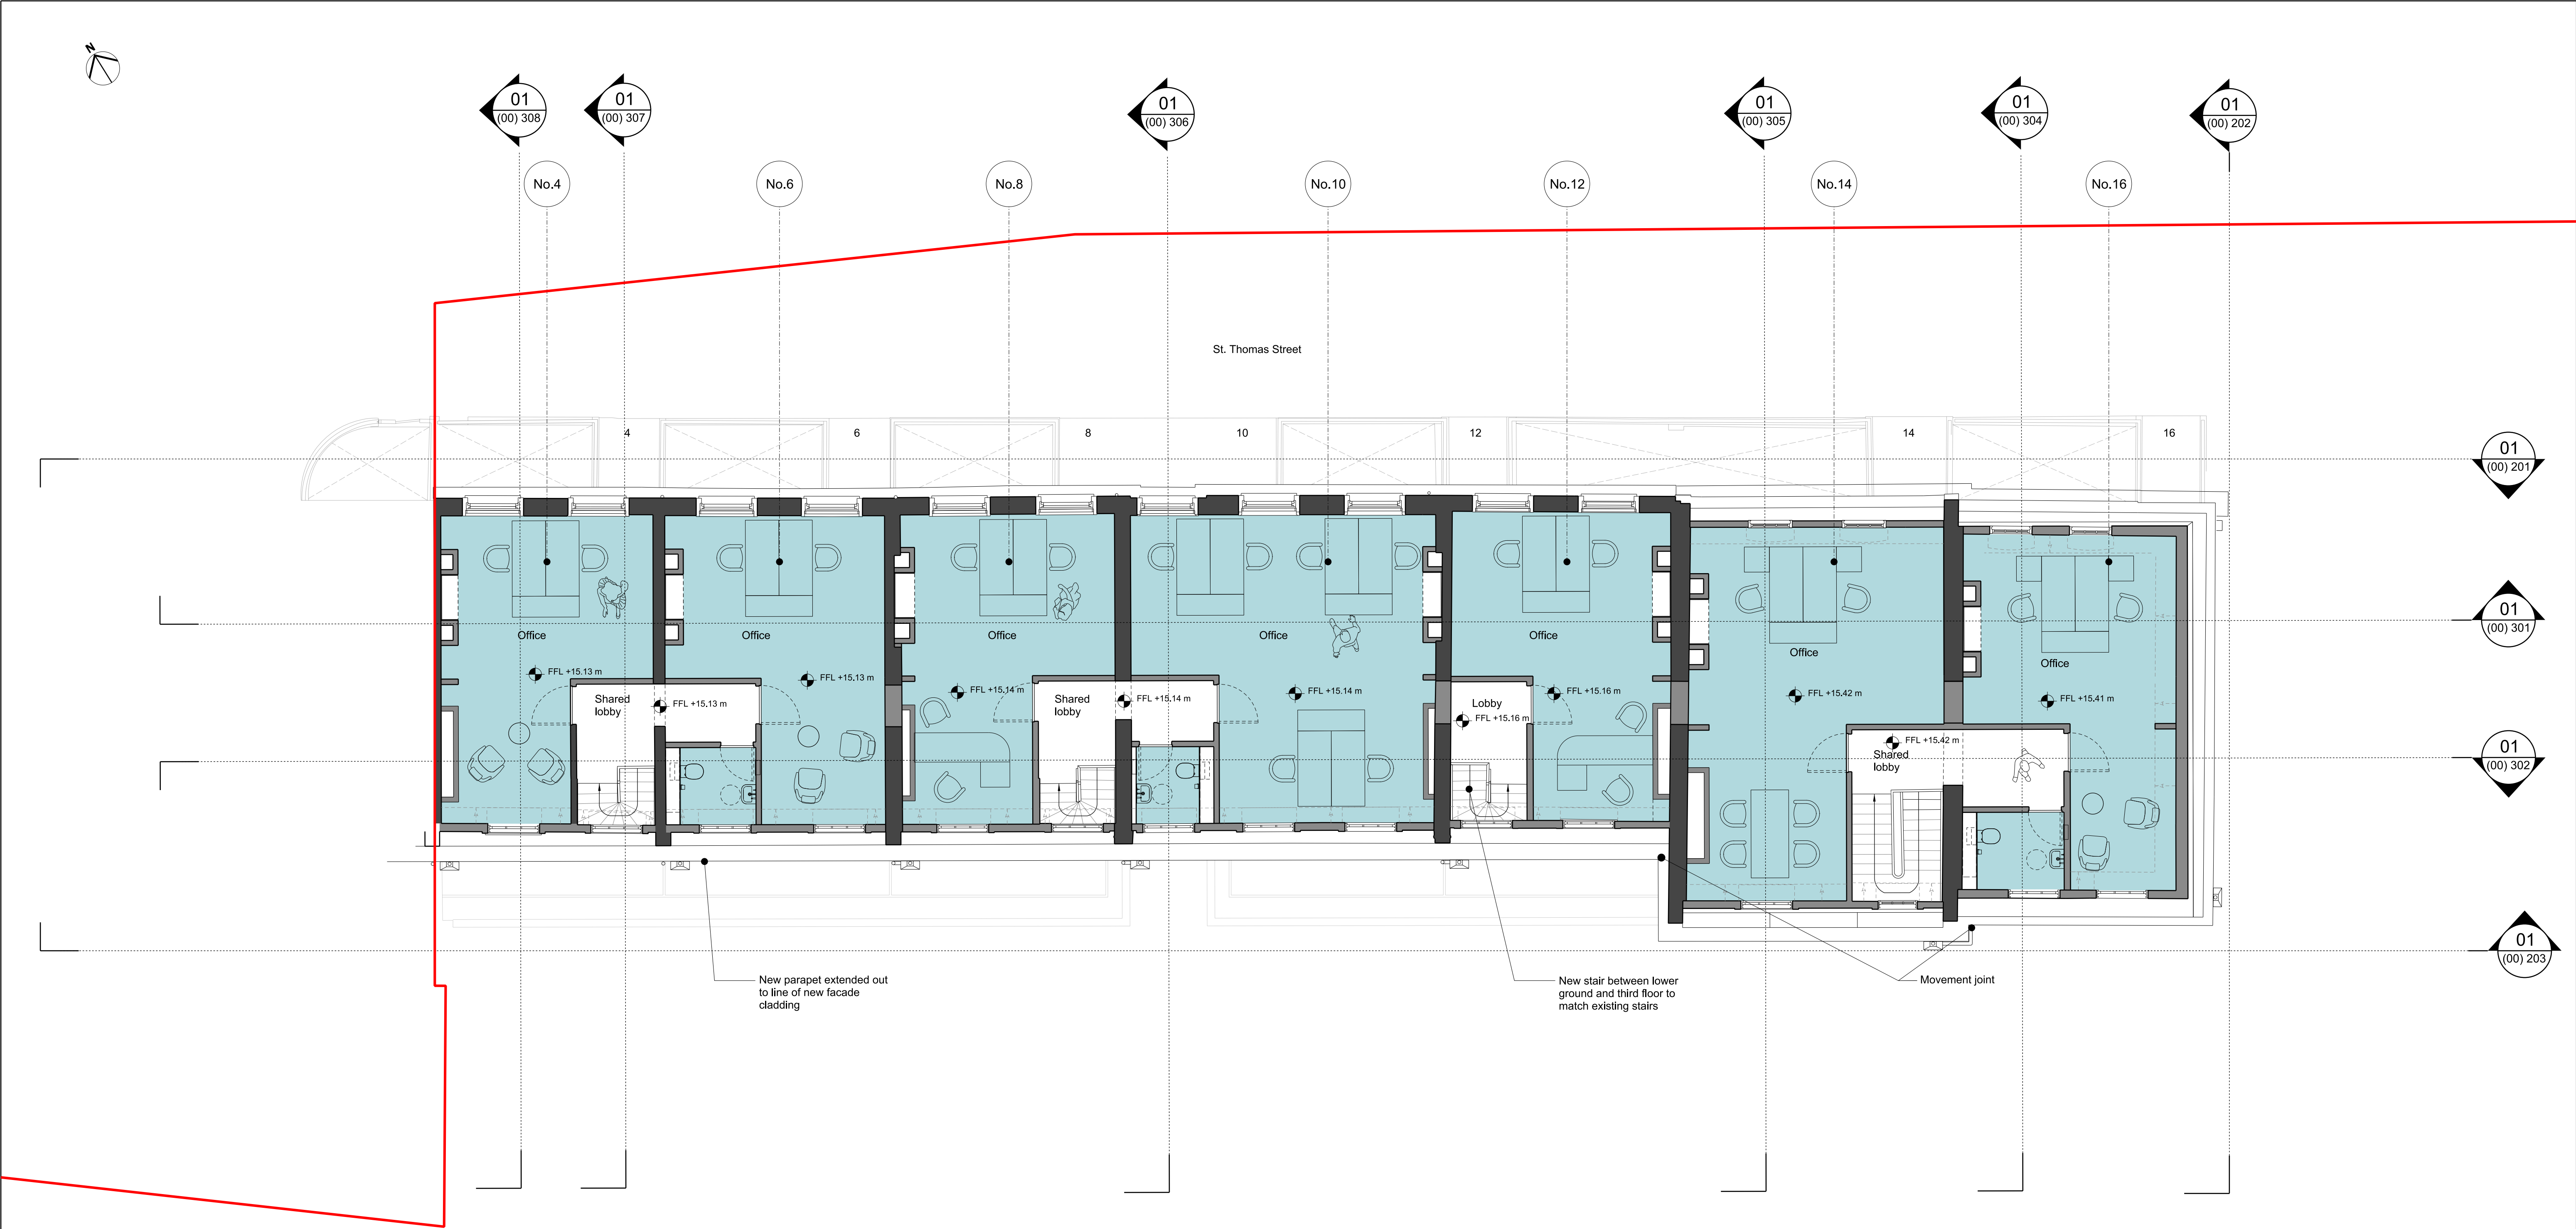 N
01
(00) 308
01
(00) 307
01
(00) 306
01
(00) 305
01
(00) 304
01
(00) 202
No.4
No.6
No.8
No.10
No.12
No.14
No.16
St. Thomas Street
4
6
8
10
12
14
16
01
(00) 201
01
(00) 301
01
(00) 302
01
(00) 203
Office
Office
Office
Office
Office
Office
Office
FFL +15.13 m
Shared
lobby
FFL +15.13 m
FFL +15.13 m
FFL +15.14 m
Shared
lobby
FFL +15.14 m
FFL +15.14 m
Lobby
FFL +15.16 m
FFL +15.16 m
FFL +15.42 m
FFL +15.42 m
Shared
lobby
FFL +15.41 m
New parapet extended out
to line of new facade
cladding
New stair between lower
ground and third floor to
match existing stairs
Movement joint